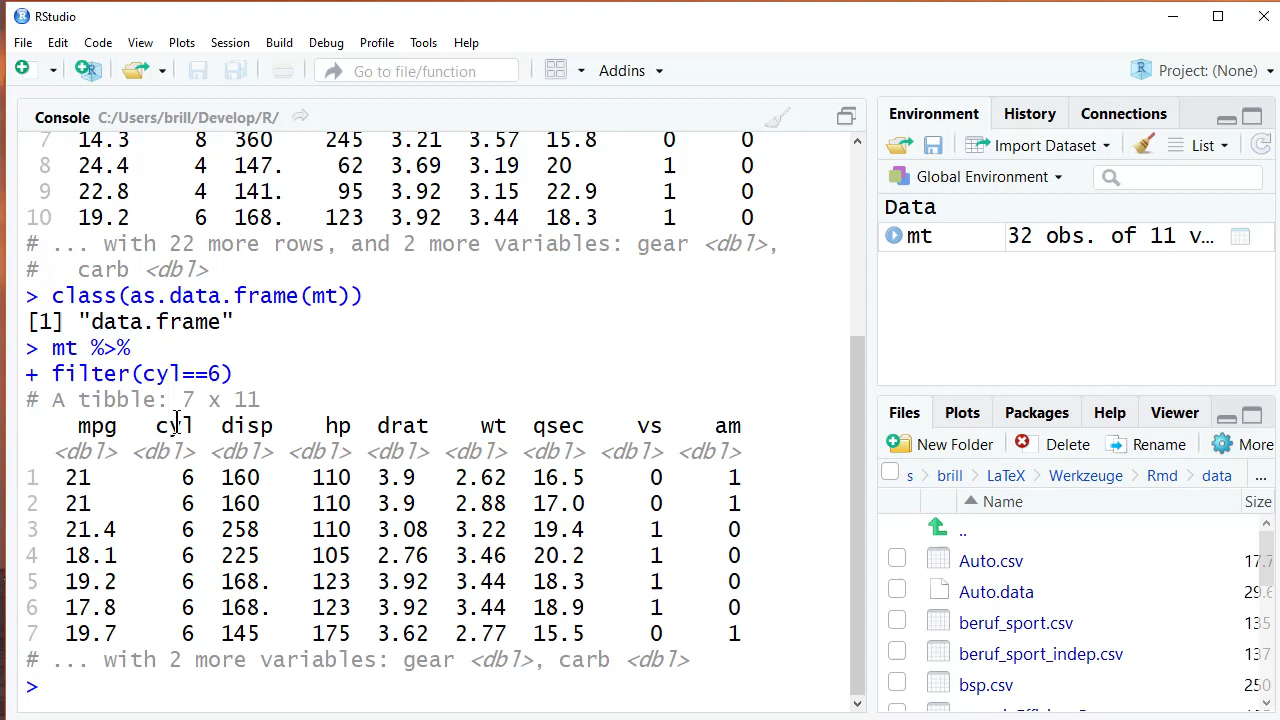 RStudio
File Edit Code View Plots Session Build Debug Profile Tools Help
Go to file/function Addins Project: (None)
Console C:/Users/brill/Develop/R/
7 14.3 8 360 245 3.21 3.57 15.8 0 0
8 24.4 4 147. 62 3.69 3.19 20 1 0
9 22.8 4 141. 95 3.92 3.15 22.9 1 0
10 19.2 6 168. 123 3.92 3.44 18.3 1 0
# ... with 22 more rows, and 2 more variables: gear <dbl>,
# carb <dbl>
> class(as.data.frame(mt))
[1] "data.frame"
> mt %>%
+ filter(cyl==6)
# A tibble: 7 x 11
mpg cyl disp hp drat wt qsec vs am
<dbl> <dbl> <dbl> <dbl> <dbl> <dbl> <dbl> <dbl> <dbl>
1 21 6 160 110 3.9 2.62 16.5 0 1
2 21 6 160 110 3.9 2.88 17.0 0 1
3 21.4 6 258 110 3.08 3.22 19.4 1 0
4 18.1 6 225 105 2.76 3.46 20.2 1 0
5 19.2 6 168. 123 3.92 3.44 18.3 1 0
6 17.8 6 168. 123 3.92 3.44 18.9 1 0
7 19.7 6 145 175 3.62 2.77 15.5 0 1
# ... with 2 more variables: gear <dbl>, carb <dbl>
>
Environment History Connections
Import Dataset List
Global Environment
Data
mt 32 obs. of 11 v...
Files Plots Packages Help Viewer
New Folder Delete Rename More
s brill LaTeX Werkzeuge Rmd data ...
Name Size
..
Auto.csv 17.7
Auto.data 29.6
beruf_sport.csv 135
beruf_sport_indep.csv 137
bsp.csv 250